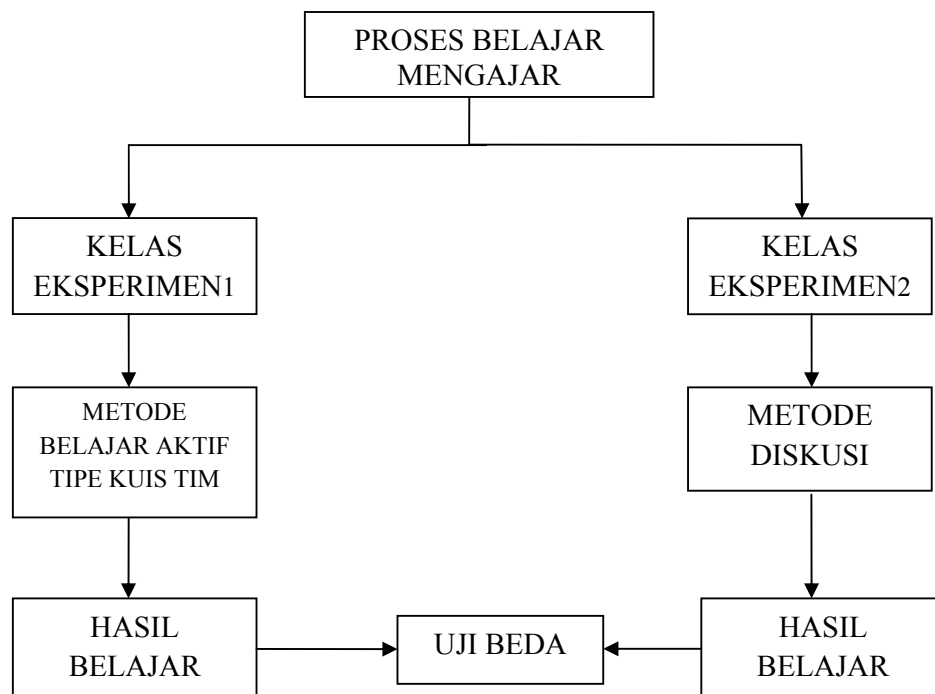 PROSES BELAJAR
MENGAJAR
KELAS
EKSPERIMEN1
KELAS
EKSPERIMEN2
METODE
BELAJAR AKTIF
TIPE KUIS TIM
METODE
DISKUSI
HASIL
BELAJAR
UJI BEDA
HASIL
BELAJAR